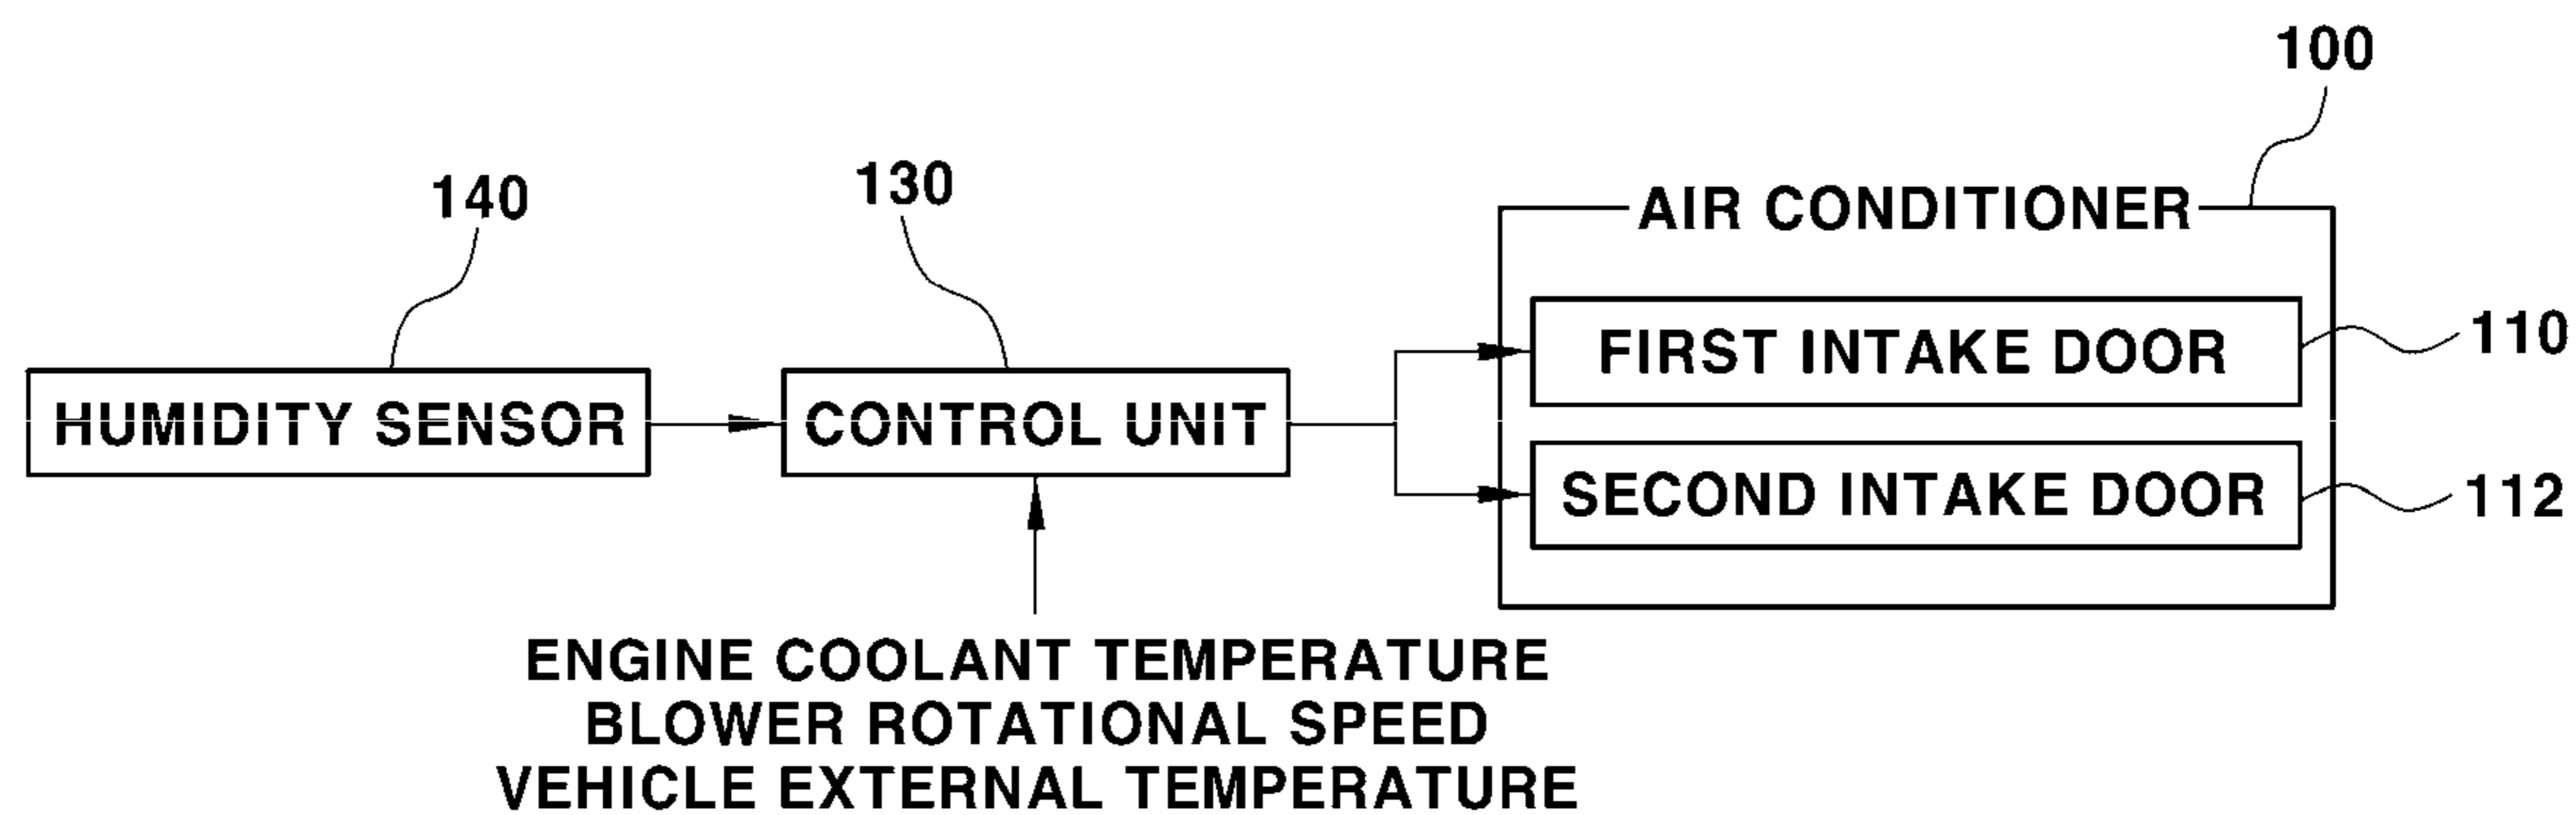 100
140
130
AIR CONDITIONER
FIRST INTAKE DOOR
110
HUMIDITY SENSOR
CONTROL UNIT
SECOND INTAKE DOOR
112
ENGINE COOLANT TEMPERATURE
BLOWER ROTATIONAL SPEED
VEHICLE EXTERNAL TEMPERATURE